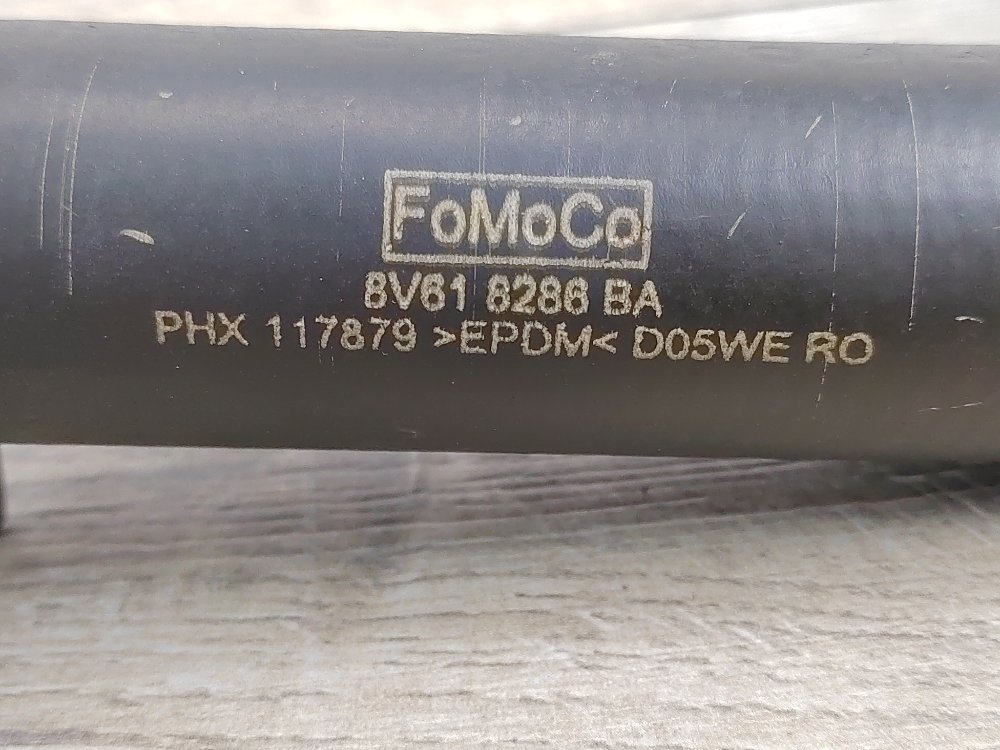 FoMoCo
8V61 8286 BA
PHX 117879 >EPDM< D05WE RO